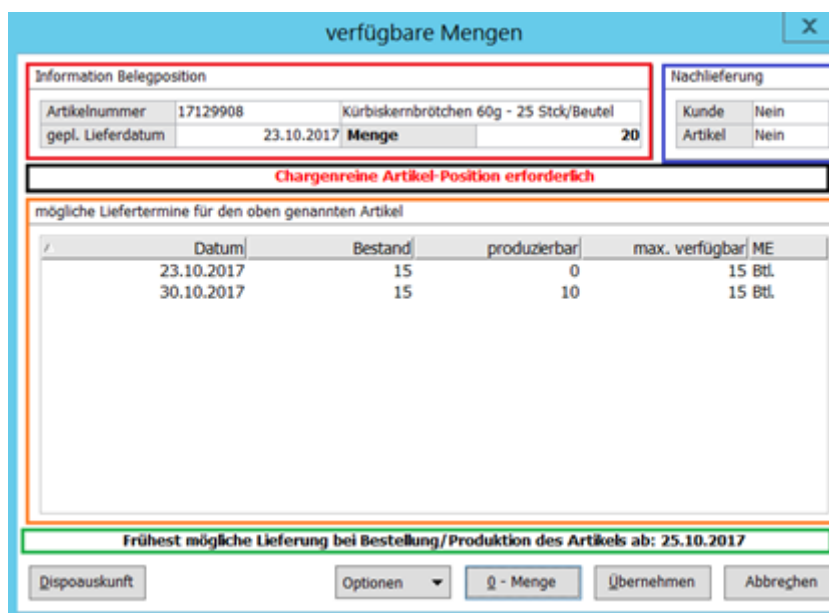 verfügbare Mengen
X
Information Belegposition
Nachlieferung
Artikelnummer 17129908 Kürbiskernbrötchen 60g - 25 Stck/Beutel
Kunde Nein
gepl. Lieferdatum 23.10.2017 Menge 20
Artikel Nein
Chargenreine Artikel-Position erforderlich
mögliche Liefertermine für den oben genannten Artikel
Datum Bestand produzierbar max. verfügbar ME
23.10.2017 15 0 15 Btl.
30.10.2017 15 10 15 Btl.
Frühest mögliche Lieferung bei Bestellung/Produktion des Artikels ab: 25.10.2017
Dispoauskunft Optionen 0 - Menge Übernehmen Abbrechen